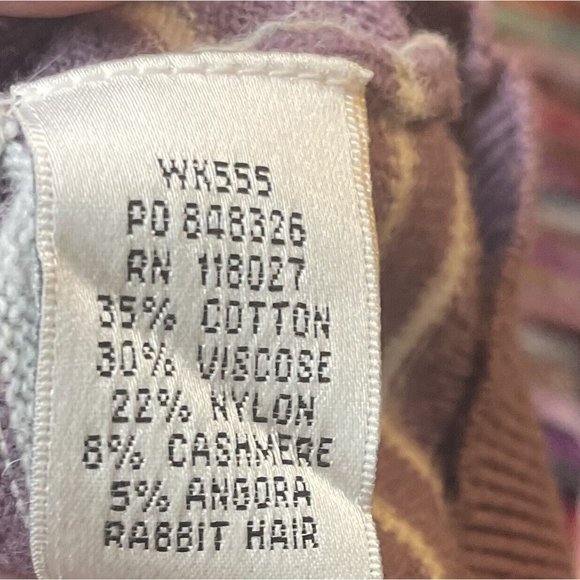 WK555
PO 848326
RN 118027
35% COTTON
30% VISCOSE
22% NYLON
8% CASHMERE
5% ANGORA
RABBIT HAIR